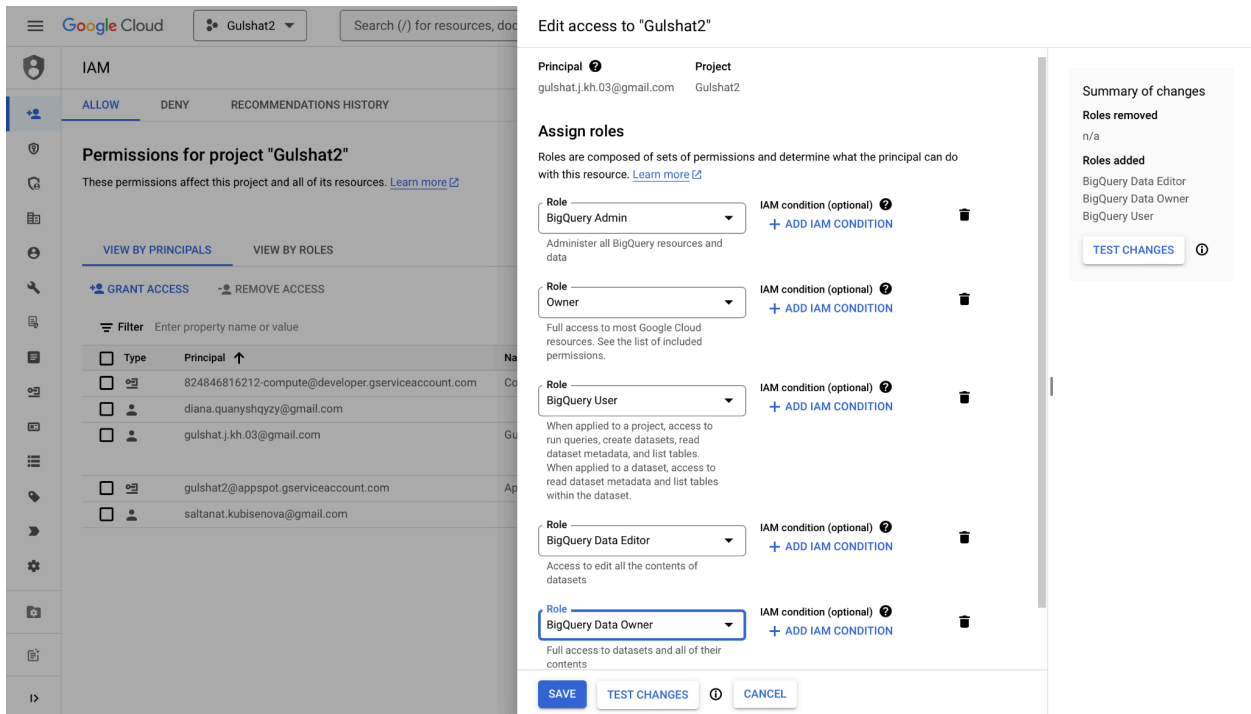 Google Cloud
Gulshat2
Search (/) for resources, doc
IAM
ALLOW
DENY
RECOMMENDATIONS HISTORY
Permissions for project "Gulshat2"
These permissions affect this project and all of its resources. Learn more
VIEW BY PRINCIPALS
VIEW BY ROLES
GRANT ACCESS
REMOVE ACCESS
Filter Enter property name or value
Type Principal Na
824846816212-compute@developer.gserviceaccount.com Co
diana.quanyshqyzy@gmail.com
gulshat.j.kh.03@gmail.com Gu
gulshat2@appspot.gserviceaccount.com Ap
saltanat.kubisenova@gmail.com
Edit access to "Gulshat2"
Principal Project
gulshat.j.kh.03@gmail.com Gulshat2
Assign roles
Roles are composed of sets of permissions and determine what the principal can do
with this resource. Learn more
Role
BigQuery Admin
IAM condition (optional)
+ ADD IAM CONDITION
Administer all BigQuery resources and
data
Role
Owner
IAM condition (optional)
+ ADD IAM CONDITION
Full access to most Google Cloud
resources. See the list of included
permissions.
Role
BigQuery User
IAM condition (optional)
+ ADD IAM CONDITION
When applied to a project, access to
run queries, create datasets, read
dataset metadata, and list tables.
When applied to a dataset, access to
read dataset metadata and list tables
within the dataset.
Role
BigQuery Data Editor
IAM condition (optional)
+ ADD IAM CONDITION
Access to edit all the contents of
datasets
Role
BigQuery Data Owner
IAM condition (optional)
+ ADD IAM CONDITION
Full access to datasets and all of their
contents
SAVE
TEST CHANGES
CANCEL
Summary of changes
Roles removed
n/a
Roles added
BigQuery Data Editor
BigQuery Data Owner
BigQuery User
TEST CHANGES